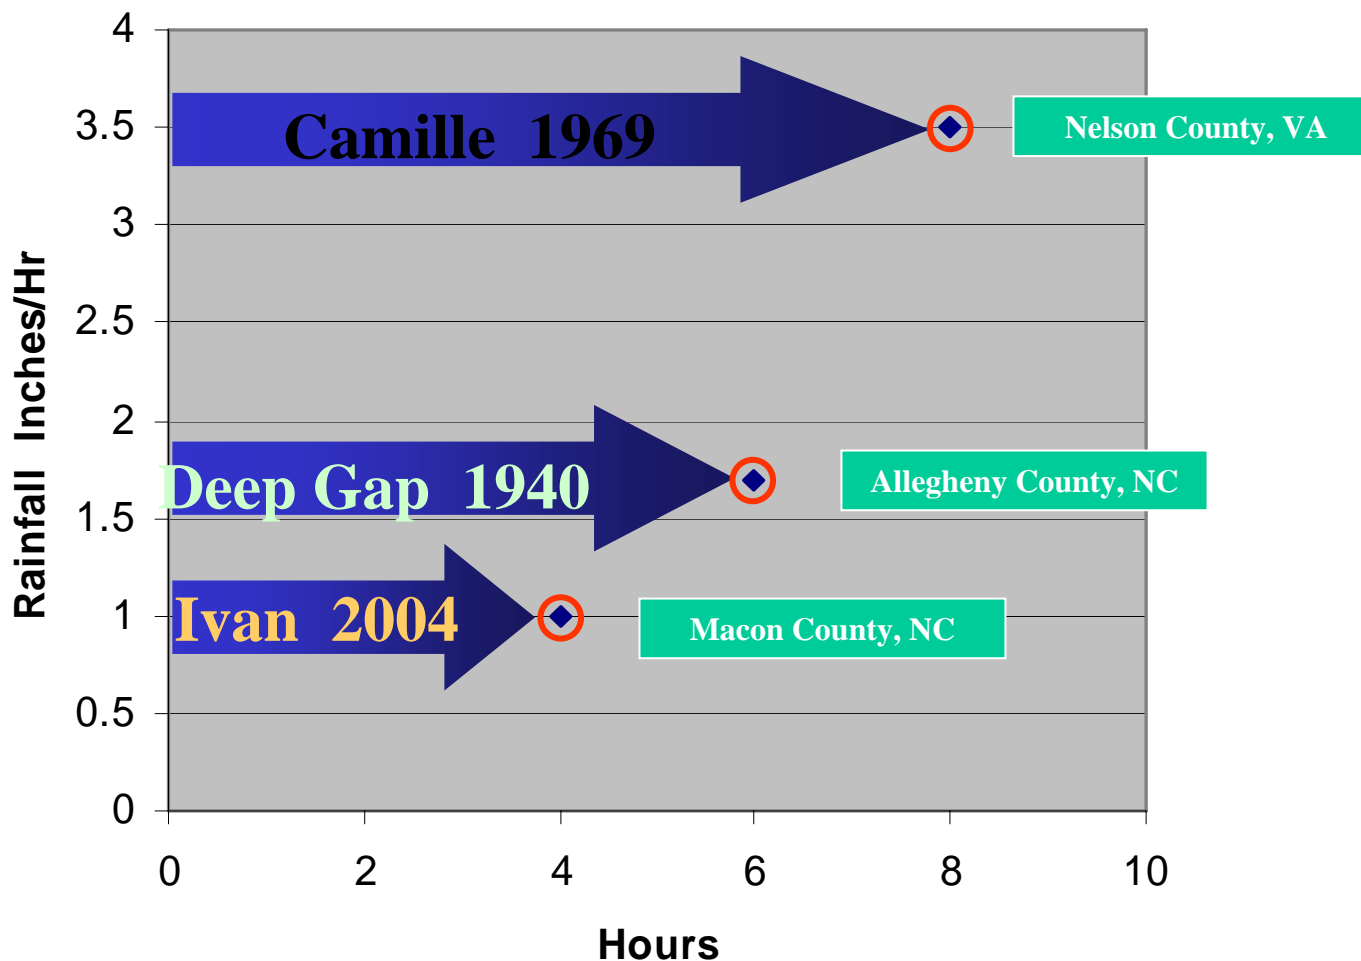 4
3.5
3
2.5
2
1.5
1
0.5
0
Rainfall Inches/Hr
Camille 1969
Nelson County, VA
Deep Gap 1940
Allegheny County, NC
Ivan 2004
Macon County, NC
0 2 4 6 8 10
Hours